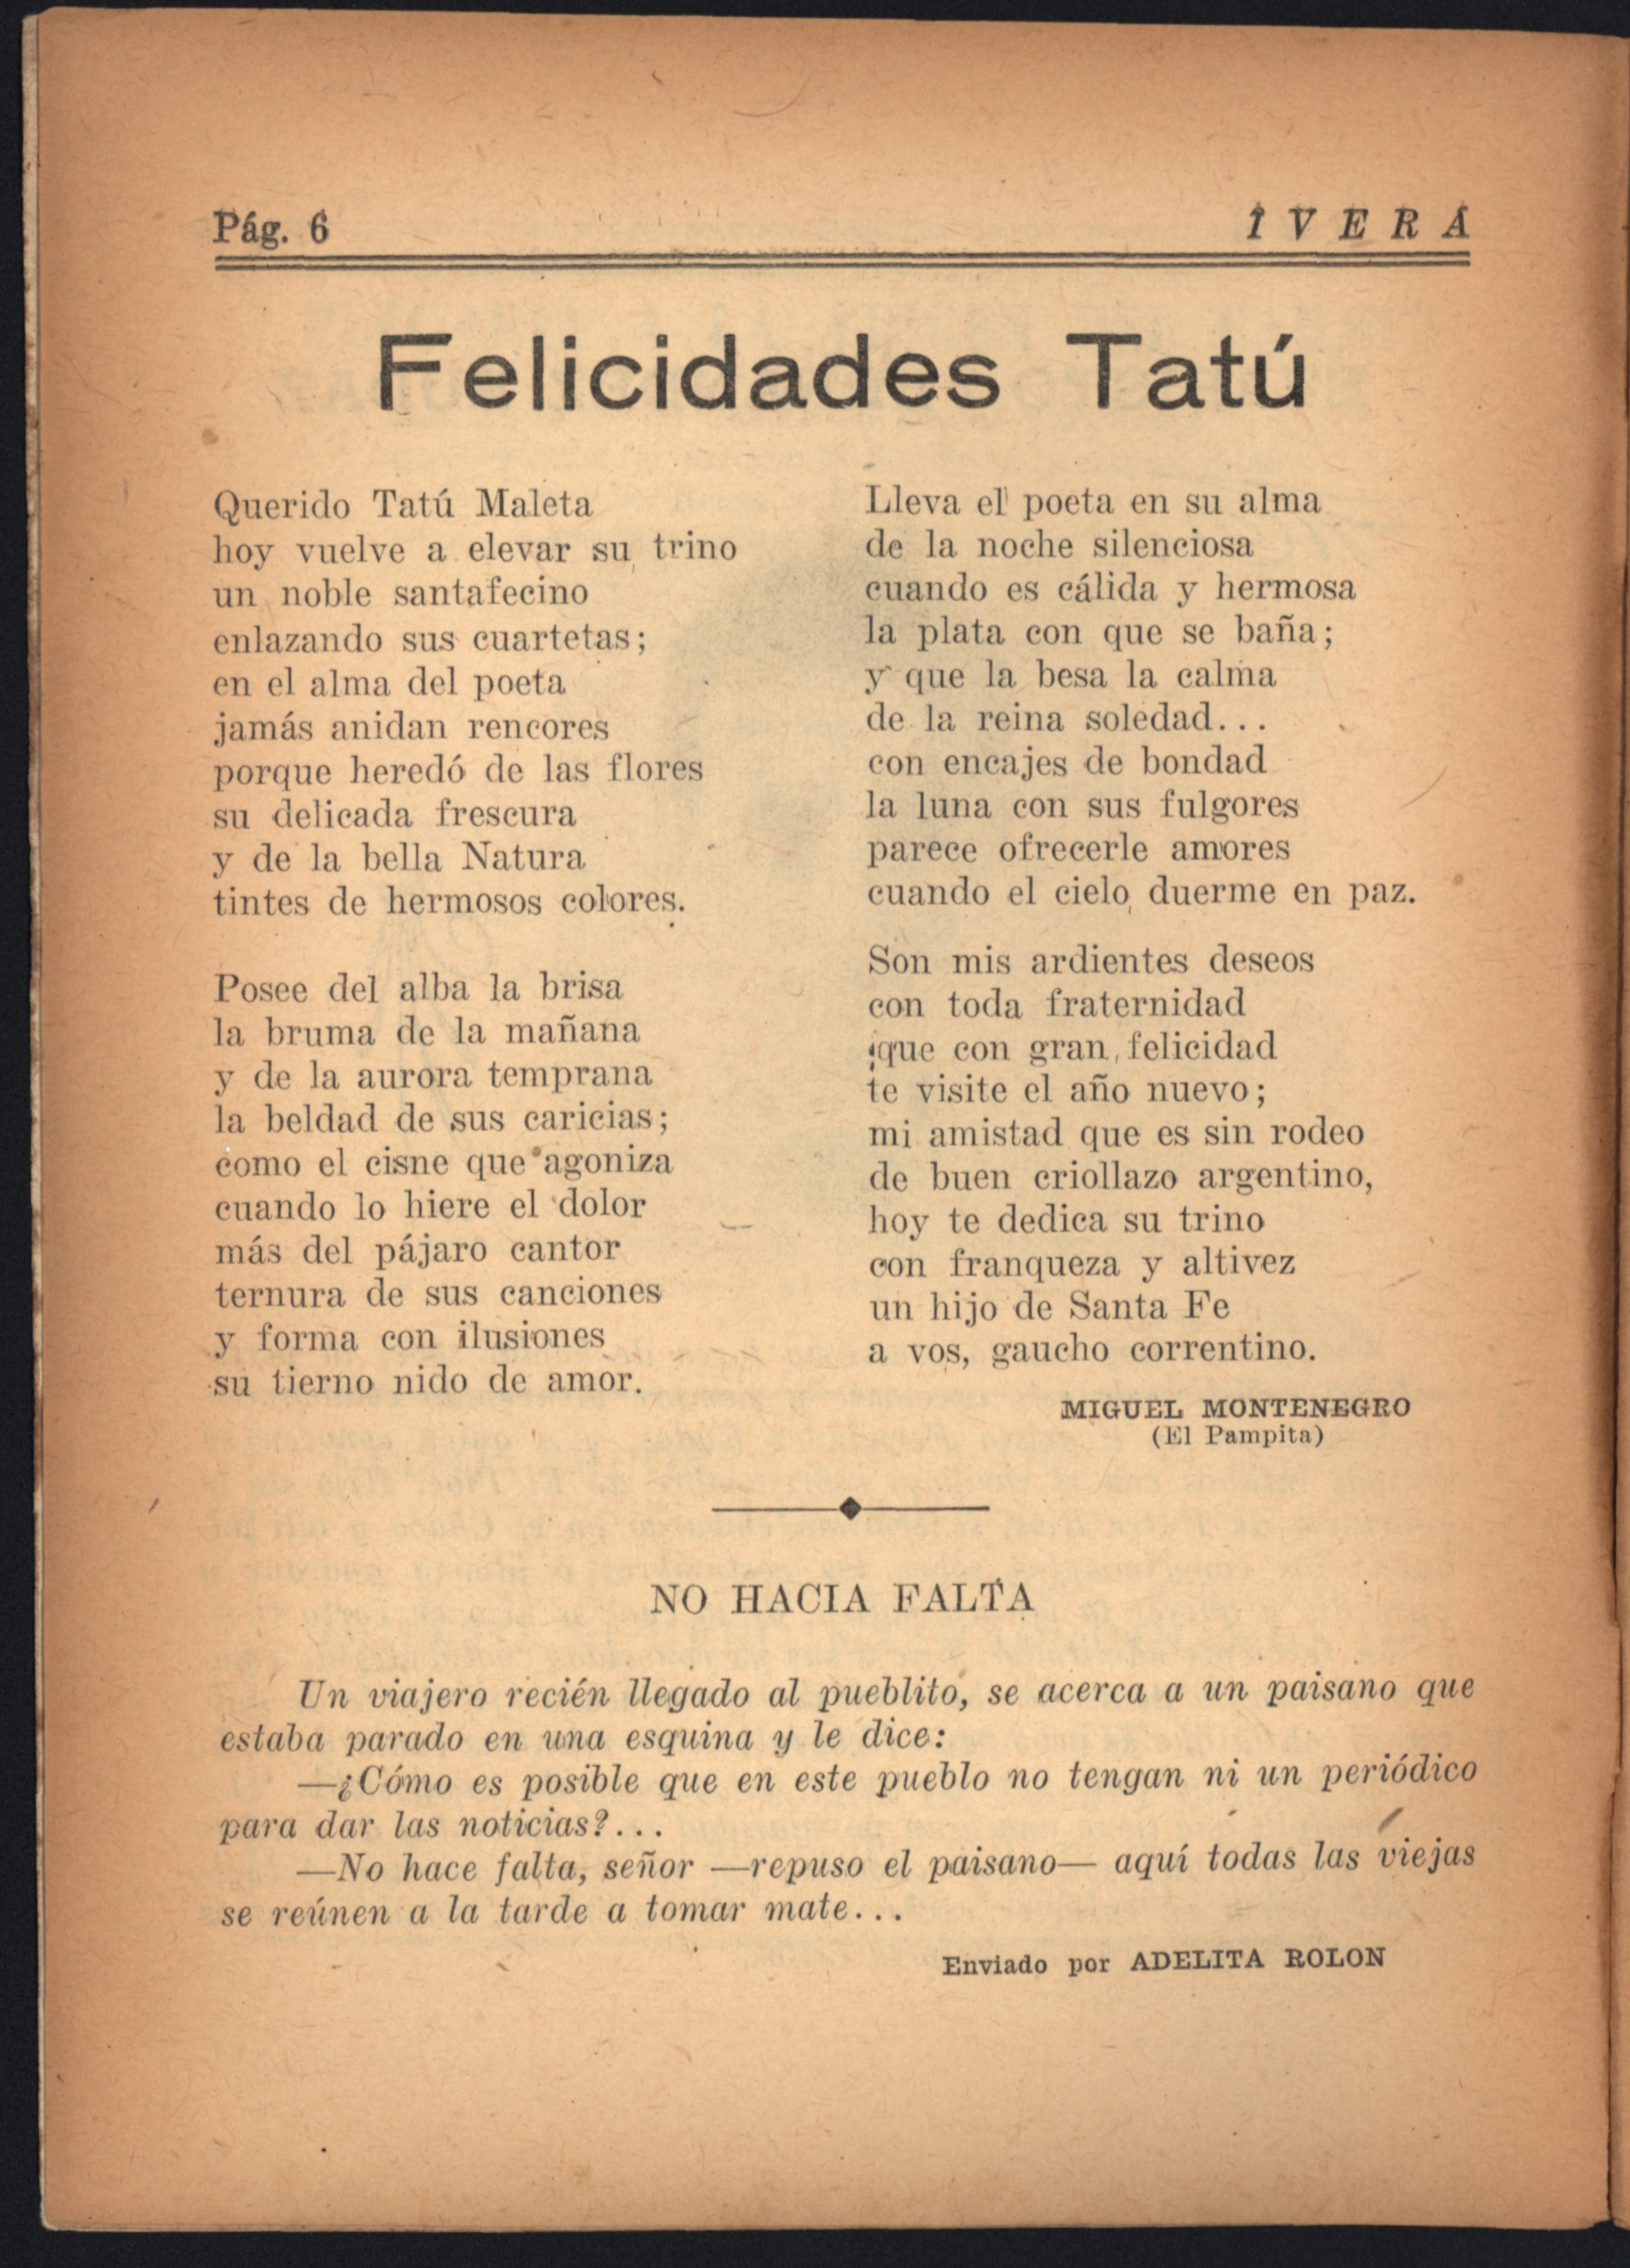 Pág. 6
I V E R Á
Felicidades Tatú
Querido Tatú Maleta
hoy vuelve a elevar su trino
un noble santafecino
enlazando sus cuartetas;
en el alma del poeta
jamás anidan rencores
porque heredó de las flores
su delicada frescura
y de la bella Natura
tintes de hermosos colores.
Posee del alba la brisa
la bruma de la mañana
y de la aurora temprana
la beldad de sus caricias;
como el cisne que agoniza
cuando lo hiere el dolor
más del pájaro cantor
ternura de sus canciones
y forma con ilusiones
su tierno nido de amor.
Lleva el poeta en su alma
de la noche silenciosa
cuando es cálida y hermosa
la plata con que se baña;
y que la besa la calma
de la reina soledad...
con encajes de bondad
la luna con sus fulgores
parece ofrecerle amores
cuando el cielo duerme en paz.
Son mis ardientes deseos
con toda fraternidad
que con gran felicidad
te visite el año nuevo;
mi amistad que es sin rodeo
de buen criollazo argentino,
hoy te dedica su trino
con franqueza y altivez
un hijo de Santa Fe
a vos, gaucho correntino.
MIGUEL MONTENEGRO
(El Pampita)
NO HACIA FALTA
Un viajero recién llegado al pueblito, se acerca a un paisano que
estaba parado en una esquina y le dice:
—¿Cómo es posible que en este pueblo no tengan ni un periódico
para dar las noticias?...
—No hace falta, señor —repuso el paisano— aquí todas las viejas
se reúnen a la tarde a tomar mate...
Enviado por ADELITA ROLON